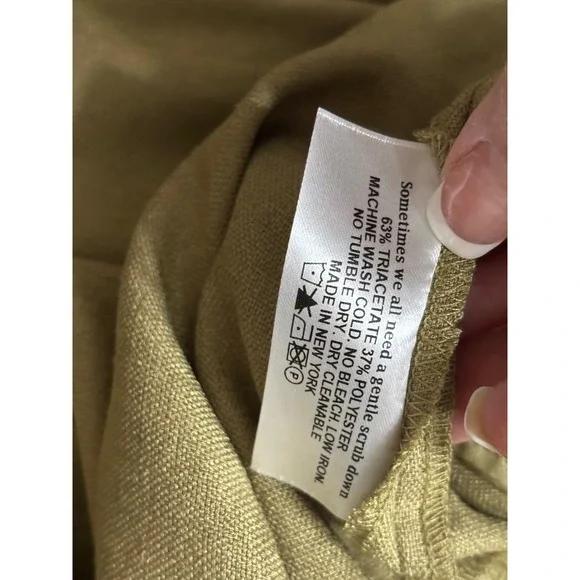 Sometimes we all need a gentle scrub down
63% TRIACETATE 37% POLYESTER
MACHINE WASH COLD. NO BLEACH.
NO TUMBLE DRY. DRY CLEANABLE
MADE IN NEW YORK LOW IRON.
P